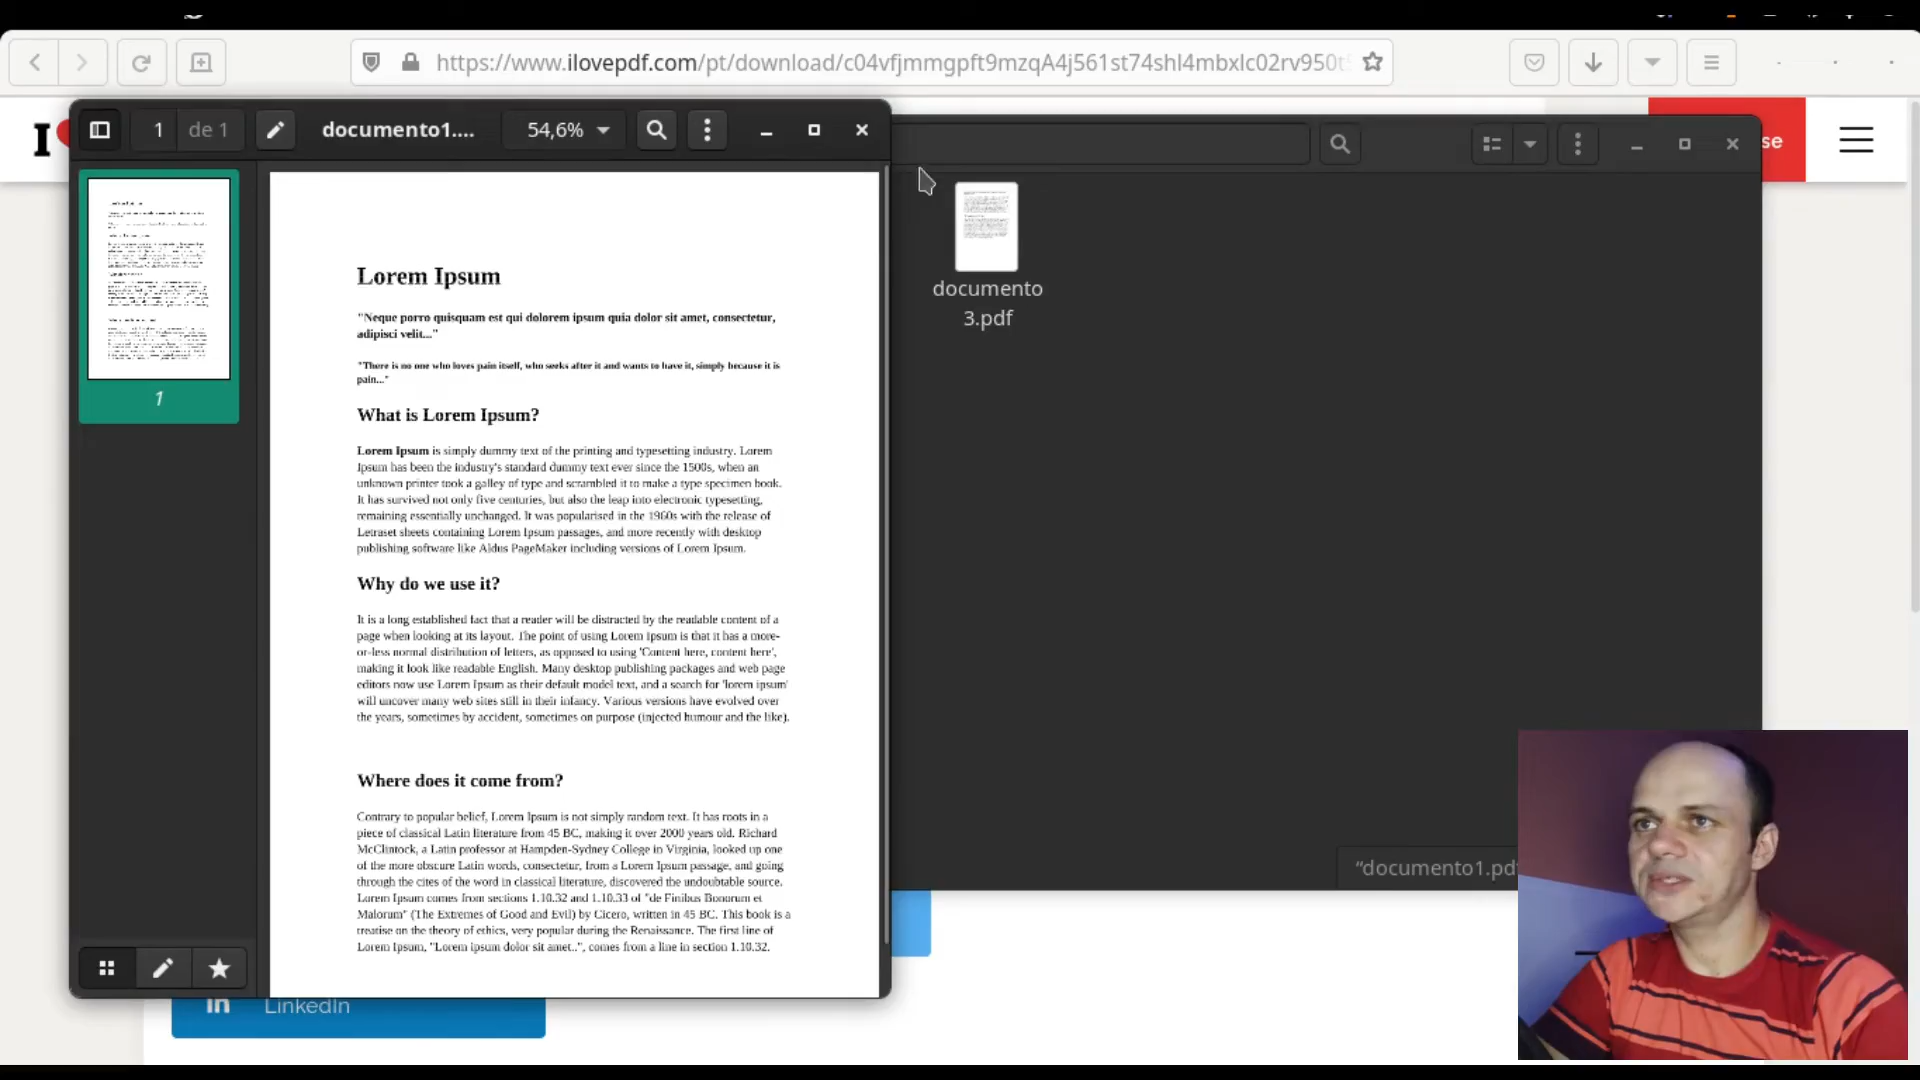 https://www.ilovepdf.com/pt/download/c04vfjmmgpft9mzqA4j561st74shl4mbxlc02rv950t
I
1 de 1
documento1....
54,6%
se
Lorem Ipsum
"Neque porro quisquam est qui dolorem ipsum quia dolor sit amet, consectetur,
adipisci velit..."
"There is no one who loves pain itself, who seeks after it and wants to have it, simply because it is
pain..."
What is Lorem Ipsum?
Lorem Ipsum is simply dummy text of the printing and typesetting industry. Lorem
Ipsum has been the industry's standard dummy text ever since the 1500s, when an
unknown printer took a galley of type and scrambled it to make a type specimen book.
It has survived not only five centuries, but also the leap into electronic typesetting,
remaining essentially unchanged. It was popularised in the 1960s with the release of
Letraset sheets containing Lorem Ipsum passages, and more recently with desktop
publishing software like Aldus PageMaker including versions of Lorem Ipsum.
Why do we use it?
It is a long established fact that a reader will be distracted by the readable content of a
page when looking at its layout. The point of using Lorem Ipsum is that it has a more-
or-less normal distribution of letters, as opposed to using 'Content here, content here',
making it look like readable English. Many desktop publishing packages and web page
editors now use Lorem Ipsum as their default model text, and a search for 'lorem ipsum'
will uncover many web sites still in their infancy. Various versions have evolved over
the years, sometimes by accident, sometimes on purpose (injected humour and the like).
Where does it come from?
Contrary to popular belief, Lorem Ipsum is not simply random text. It has roots in a
piece of classical Latin literature from 45 BC, making it over 2000 years old. Richard
McClintock, a Latin professor at Hampden-Sydney College in Virginia, looked up one
of the more obscure Latin words, consectetur, from a Lorem Ipsum passage, and going
through the cites of the word in classical literature, discovered the undoubtable source.
Lorem Ipsum comes from sections 1.10.32 and 1.10.33 of "de Finibus Bonorum et
Malorum" (The Extremes of Good and Evil) by Cicero, written in 45 BC. This book is a
treatise on the theory of ethics, very popular during the Renaissance. The first line of
Lorem Ipsum, "Lorem ipsum dolor sit amet..", comes from a line in section 1.10.32.
1
documento
3.pdf
“documento1.pd
in LinkedIn